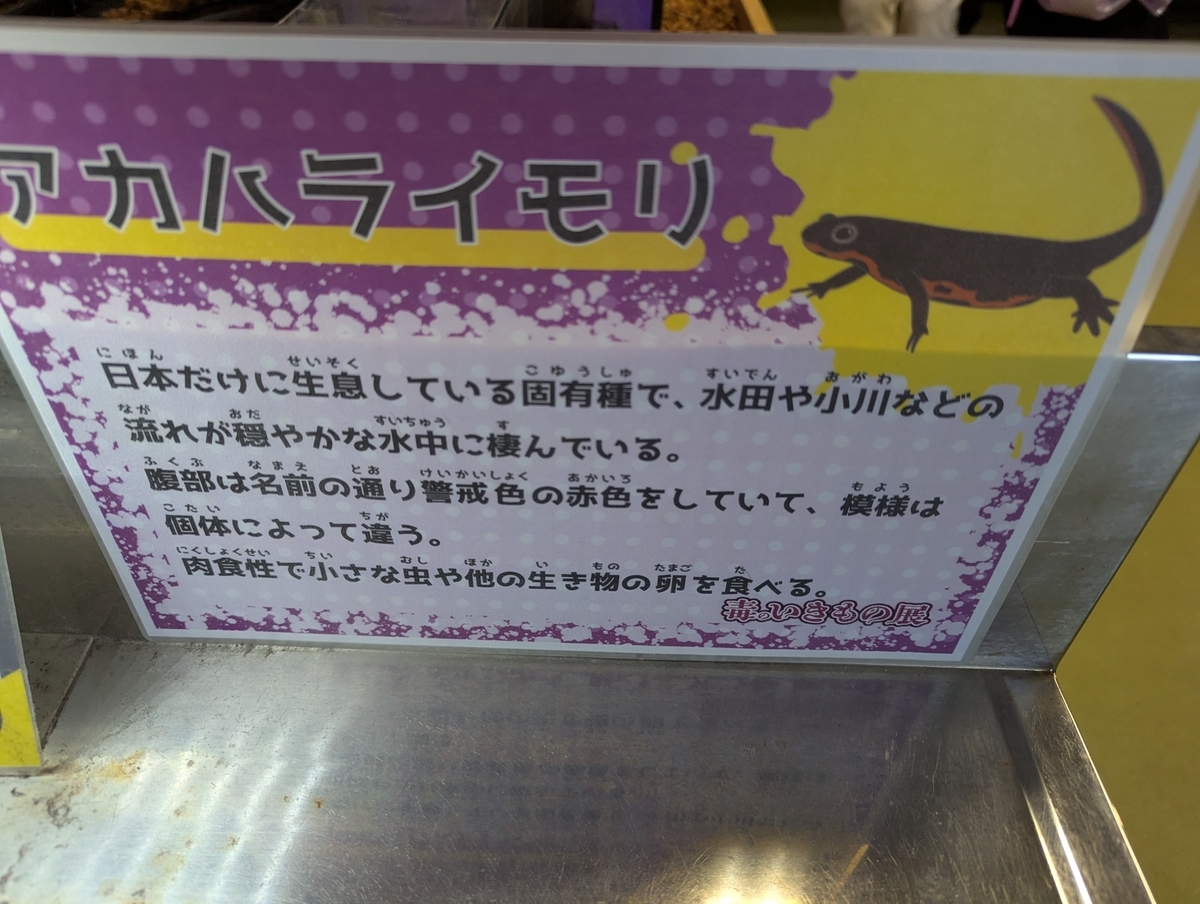 アカハライモリ
日本だけに生息している固有種で、水田や小川などの
流れが穏やかな水中に棲んでいる。
腹部は名前の通り警戒色の赤色をしていて、模様は
個体によって違う。
肉食性で小さな虫や他の生き物の卵を食べる。
毒のいきもの展